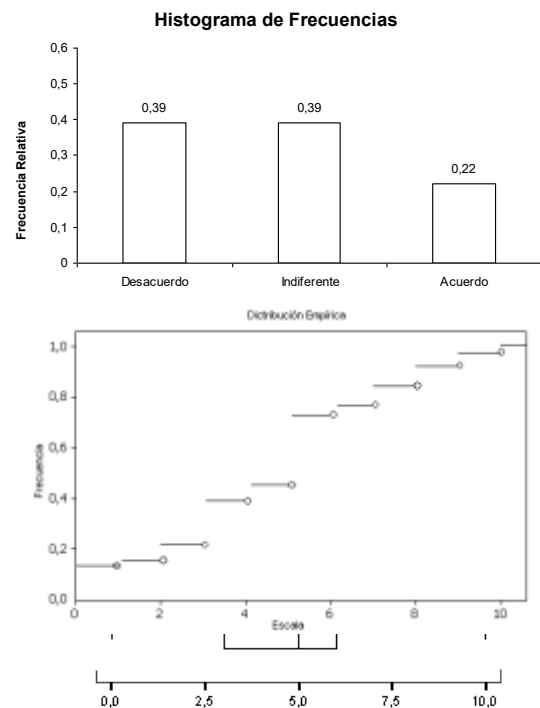 Histograma de Frecuencias
Frecuencia Relativa
0,6
0,5
0,4
0,3
0,2
0,1
0
0,39
0,39
0,22
Desacuerdo Indiferente Acuerdo
Distribución Empírica
Frecuencia
1,0
0,8
0,6
0,4
0,2
0,0
0 2 4 6 8 10
Escala
0,0 2,5 5,0 7,5 10,0